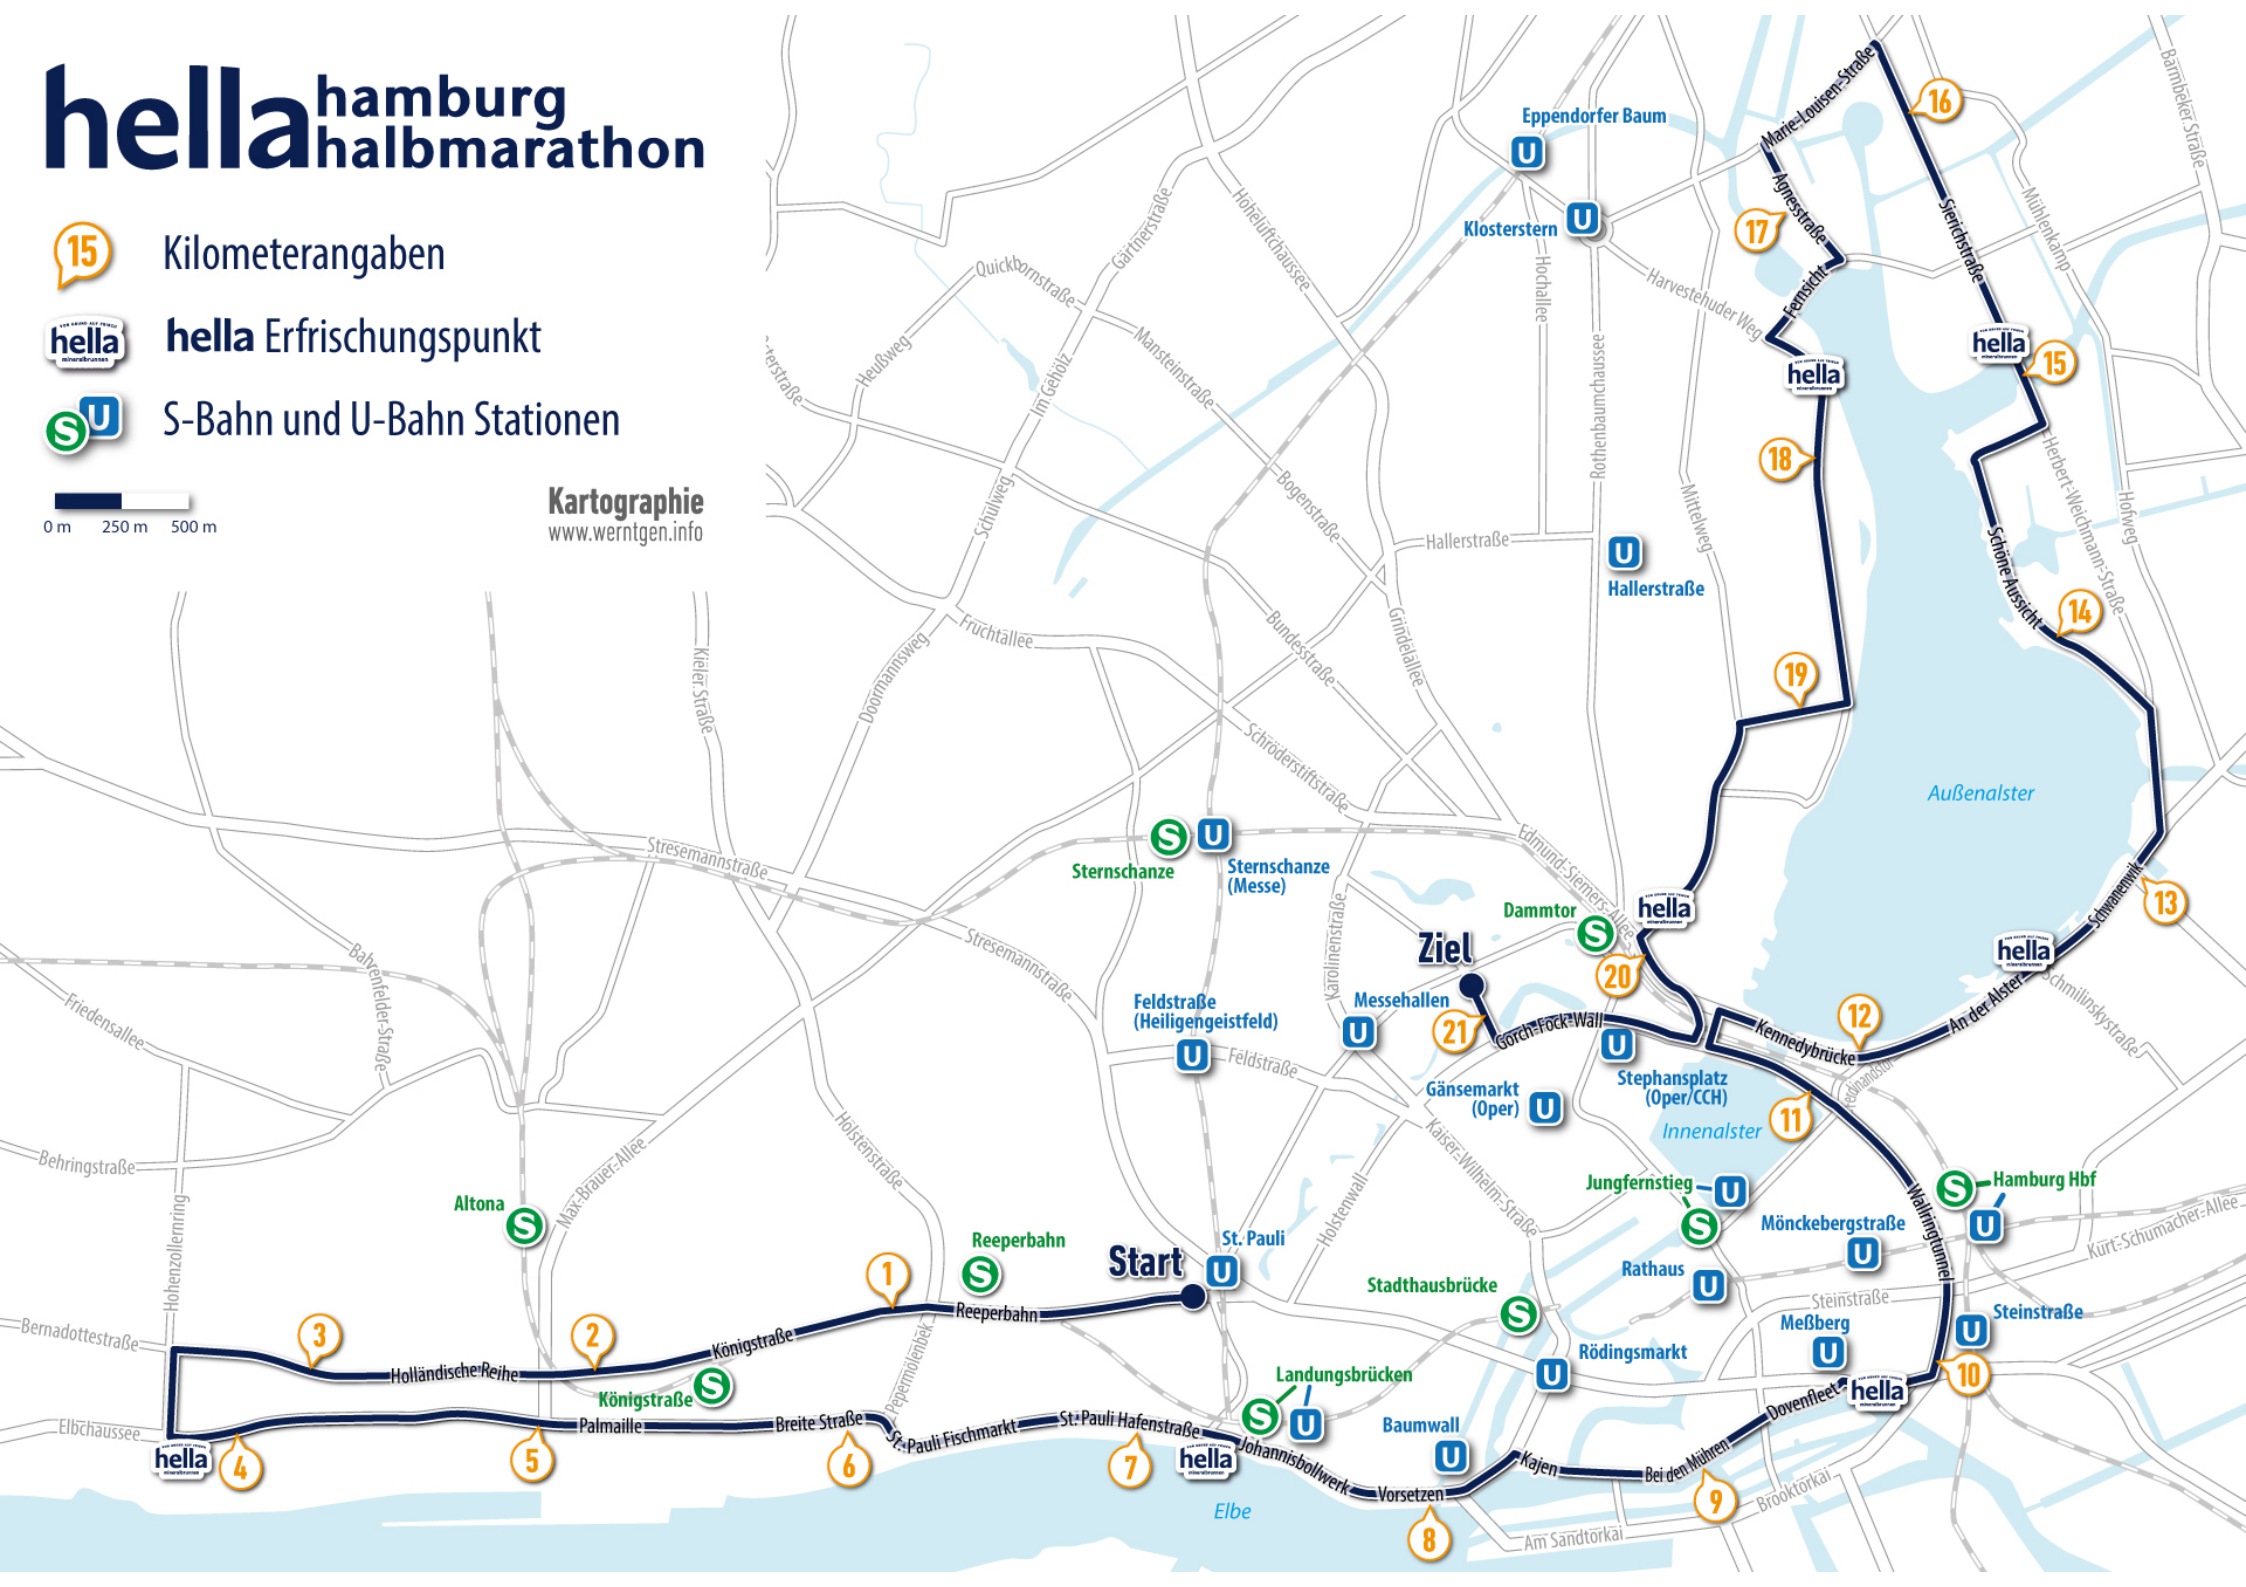 hella hamburg
halbmarathon
15 Kilometerangaben
hella hella Erfrischungspunkt
mineralbrunnen
S U S-Bahn und U-Bahn Stationen
0 m 250 m 500 m
Kartographie
www.werntgen.info
Eppendorfer Baum
U
Klosterstern
U
Marie-Louisen-Straße
16
Barmbeker Straße
Agnesstraße
17
Sierichstraße
Mühlenkamp
Gärtnerstraße
Hoheluftchaussee
Quickbornstraße
Hochallee
Harvestehuder Weg
Fernsicht
hella
15
hella
Heußweg
Im Gehölz
Mansteinstraße
Rothenbaumchaussee
terstraße
18
Bogenstraße
Schulweg
Mittelweg
Herbert-Weichmann-Straße
Hofweg
Hallerstraße
U
Hallerstraße
Schöne Aussicht
14
Fruchtallee
Doormannsweg
Kieler Straße
Bundesstraße
Grindelallee
19
Schröderstiftstraße
Außenalster
Stresemannstraße
S U
Sternschanze
Sternschanze
(Messe)
Edmund-Siemers-Allee
Dammtor
S
hella
Schwanenwik
13
Karolinenstraße
Ziel
20
hella
Bahrenfelder-Straße
Stresemannstraße
Friedensallee
Feldstraße
(Heiligengeistfeld)
U
Feldstraße
Messehallen
U
21
Gorch-Fock-Wall
U
Stephansplatz
(Oper/CCH)
Kennedybrücke
12
An der Alster
Schmilinskystraße
Ferdinandstor
Gänsemarkt
(Oper)
U
11
Innenalster
Behringstraße
Hohenzollernring
Altona
S
Max-Brauer-Allee
Holstenstraße
Holstenwall
Kaiser-Wilhelm-Straße
Jungfernstieg
U
S
Wallringtunnel
S
Hamburg Hbf
U
Kurt-Schumacher-Allee
Mönckebergstraße
U
Reeperbahn
S
Start
St. Pauli
U
1
Reeperbahn
Stadthausbrücke
S
Rathaus
U
Steinstraße
Steinstraße
U
Meßberg
U
Bernadottestraße
3
2
Königstraße
Holländische Reihe
Königstraße
S
Pepermölenbek
Landungsbrücken
S U
Rödingsmarkt
U
10
hella
Dovenfleet
Elbchaussee
hella
4
5
Palmaille
Breite Straße
6
St. Pauli Fischmarkt
St. Pauli Hafenstraße
7
hella
Johannisbollwerk
Baumwall
U
Vorsetzen
8
Kajen
Bei den Mühren
9
Brooktorkai
Am Sandtorkai
Elbe